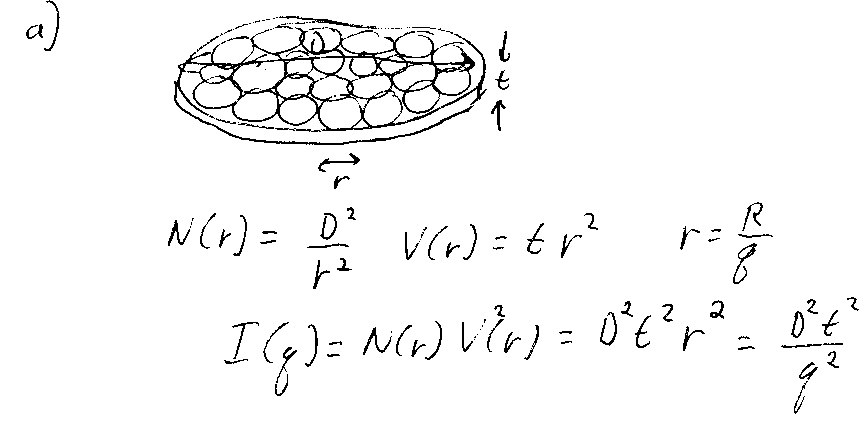 a)
D
t
r
N(r) = D²/r² V(r) = t r² r = R/q
I(q) = N(r) V²(r) = D²t²r² = D²t²/q²